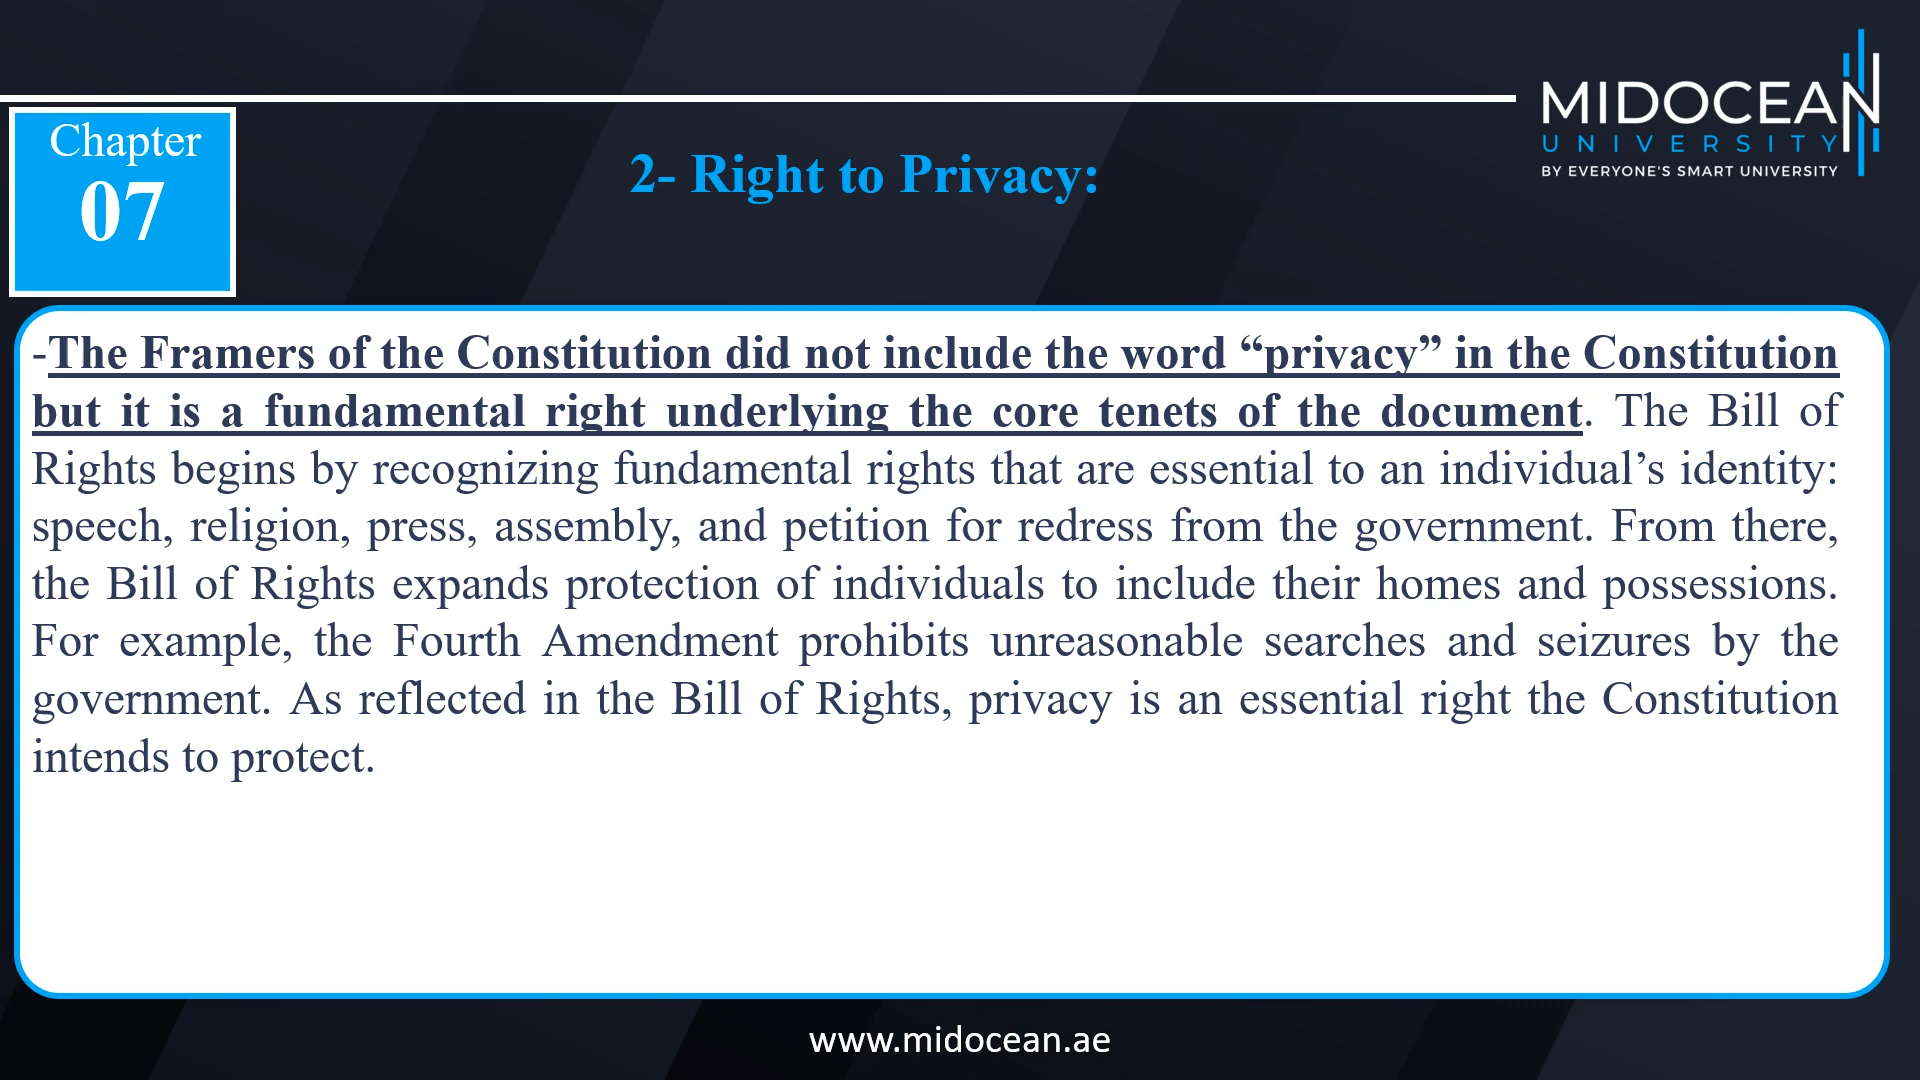 MIDOCEAN
UNIVERSITY
BY EVERYONE'S SMART UNIVERSITY
Chapter
07
2- Right to Privacy:
-The Framers of the Constitution did not include the word “privacy” in the Constitution
but it is a fundamental right underlying the core tenets of the document. The Bill of
Rights begins by recognizing fundamental rights that are essential to an individual’s identity:
speech, religion, press, assembly, and petition for redress from the government. From there,
the Bill of Rights expands protection of individuals to include their homes and possessions.
For example, the Fourth Amendment prohibits unreasonable searches and seizures by the
government. As reflected in the Bill of Rights, privacy is an essential right the Constitution
intends to protect.
www.midocean.ae